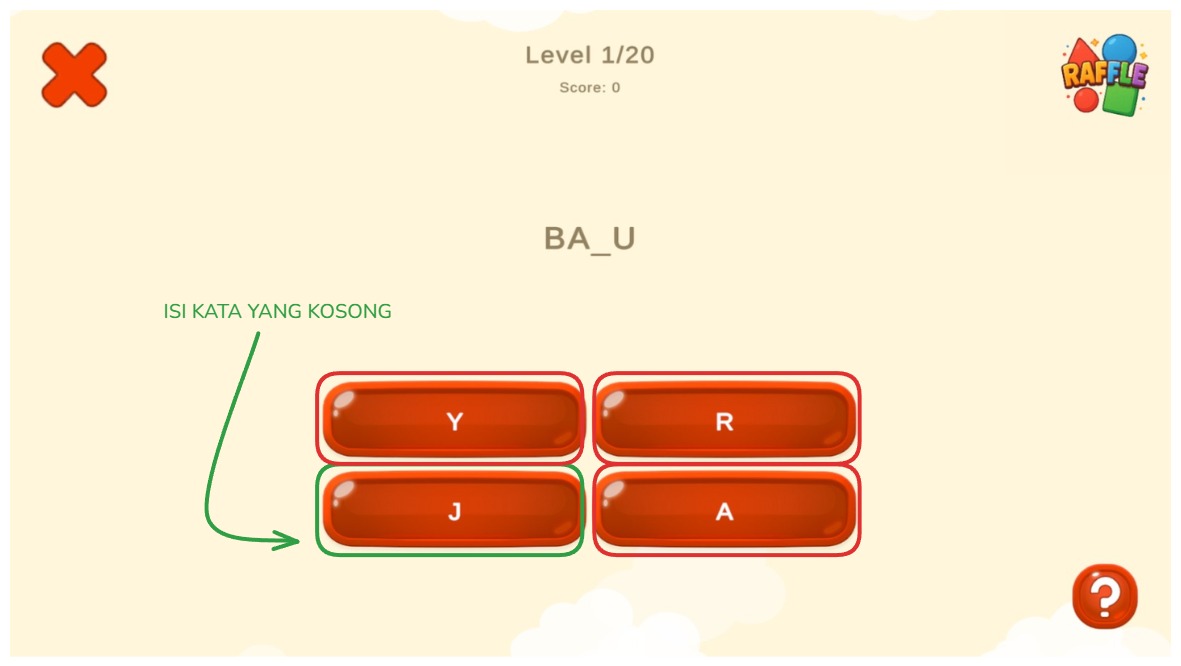 Level 1/20
Score: 0
RAFFLE
BA_U
ISI KATA YANG KOSONG
Y
R
J
A
?